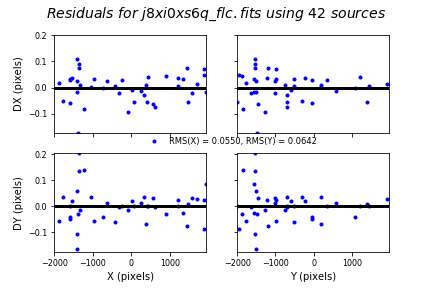 Residuals for j8xi0xs6q_flc.fits using 42 sources
DX (pixels)
0.2
0.1
0.0
−0.1
RMS(X) = 0.0550, RMS(Y) = 0.0642
DY (pixels)
0.2
0.1
0.0
−0.1
−2000 −1000 0 1000
−2000 −1000 0 1000
X (pixels)
Y (pixels)